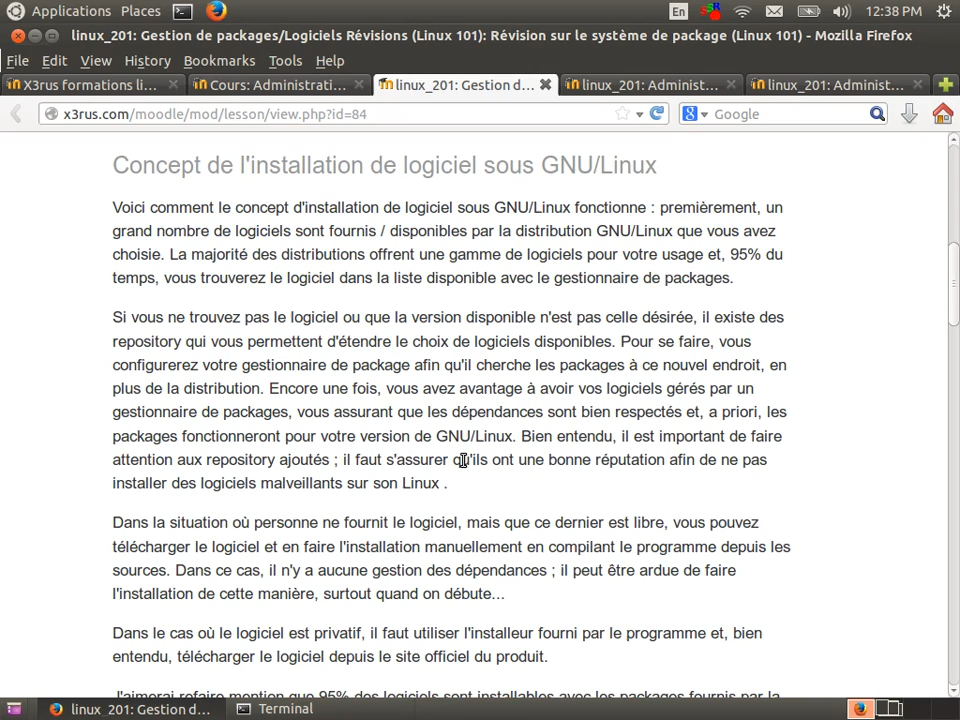 Applications Places En 12:38 PM
linux_201: Gestion de packages/Logiciels Révisions (Linux 101): Révision sur le système de package (Linux 101) - Mozilla Firefox
File Edit View History Bookmarks Tools Help
X3rus formations li... Cours: Administrati... linux_201: Gestion d... linux_201: Administ... linux_201: Administ...
x3rus.com/moodle/mod/lesson/view.php?id=84 Google
Concept de l'installation de logiciel sous GNU/Linux
Voici comment le concept d'installation de logiciel sous GNU/Linux fonctionne : premièrement, un
grand nombre de logiciels sont fournis / disponibles par la distribution GNU/Linux que vous avez
choisie. La majorité des distributions offrent une gamme de logiciels pour votre usage et, 95% du
temps, vous trouverez le logiciel dans la liste disponible avec le gestionnaire de packages.
Si vous ne trouvez pas le logiciel ou que la version disponible n'est pas celle désirée, il existe des
repository qui vous permettent d'étendre le choix de logiciels disponibles. Pour se faire, vous
configurerez votre gestionnaire de package afin qu'il cherche les packages à ce nouvel endroit, en
plus de la distribution. Encore une fois, vous avez avantage à avoir vos logiciels gérés par un
gestionnaire de packages, vous assurant que les dépendances sont bien respectés et, a priori, les
packages fonctionneront pour votre version de GNU/Linux. Bien entendu, il est important de faire
attention aux repository ajoutés ; il faut s'assurer qu'ils ont une bonne réputation afin de ne pas
installer des logiciels malveillants sur son Linux .
Dans la situation où personne ne fournit le logiciel, mais que ce dernier est libre, vous pouvez
télécharger le logiciel et en faire l'installation manuellement en compilant le programme depuis les
sources. Dans ce cas, il n'y a aucune gestion des dépendances ; il peut être ardue de faire
l'installation de cette manière, surtout quand on débute...
Dans le cas où le logiciel est privatif, il faut utiliser l'installeur fourni par le programme et, bien
entendu, télécharger le logiciel depuis le site officiel du produit.
J'aimerai refaire mention que 95% des logiciels sont installables avec les packages fournis par la
linux_201: Gestion d... Terminal